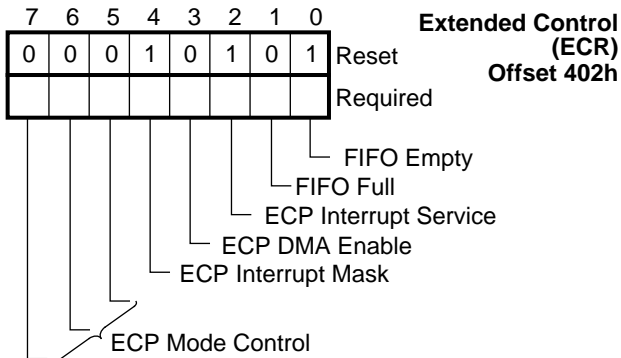 7 6 5 4 3 2 1 0
Extended Control
(ECR)
Offset 402h
0 0 0 1 0 1 0 1 Reset
Required
FIFO Empty
FIFO Full
ECP Interrupt Service
ECP DMA Enable
ECP Interrupt Mask
ECP Mode Control